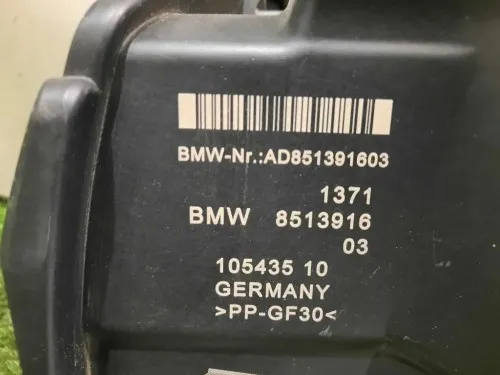 BMW-Nr.:AD851391603
1371
BMW 8513916
03
105435 10
GERMANY
>PP-GF30<